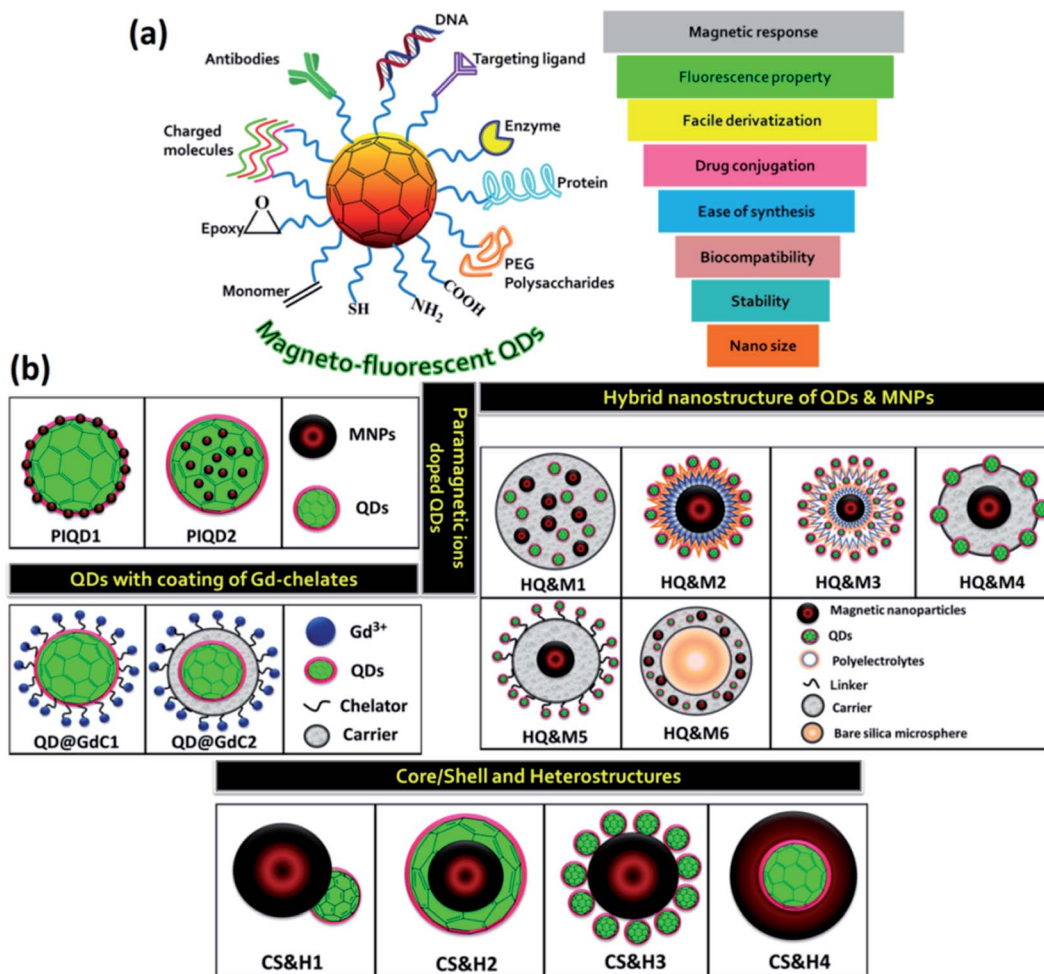 (a)
DNA
Antibodies
Targeting ligand
Charged
molecules
Enzyme
Protein
Epoxy
O
PEG
Polysaccharides
Monomer
SH
NH2
COOH
Magneto-fluorescent QDs
Magnetic response
Fluorescence property
Facile derivatization
Drug conjugation
Ease of synthesis
Biocompatibility
Stability
Nano size
(b)
PIQD1
PIQD2
MNPs
QDs
Paramagnetic ions
doped QDs
QDs with coating of Gd-chelates
QD@GdC1
QD@GdC2
Gd3+
QDs
Chelator
Carrier
Hybrid nanostructure of QDs & MNPs
HQ&M1
HQ&M2
HQ&M3
HQ&M4
HQ&M5
HQ&M6
Magnetic nanoparticles
QDs
Polyelectrolytes
Linker
Carrier
Bare silica microsphere
Core/Shell and Heterostructures
CS&H1
CS&H2
CS&H3
CS&H4